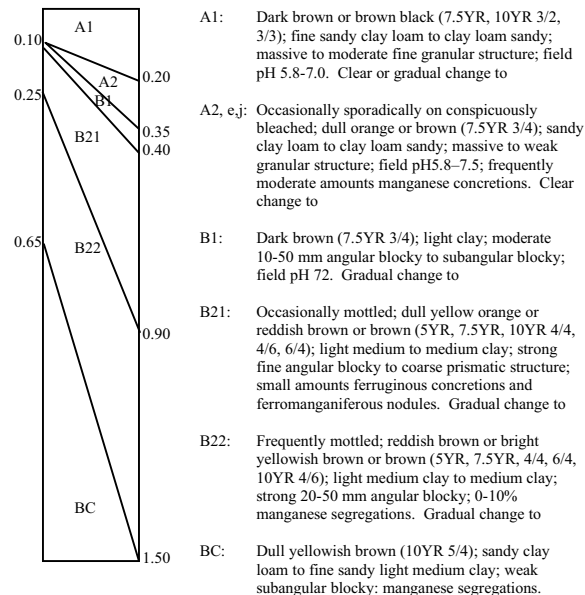 A1
0.10
0.20
A2
B1
0.25
0.35
B21
0.40
0.65
B22
0.90
BC
1.50
A1: Dark brown or brown black (7.5YR, 10YR 3/2,
3/3); fine sandy clay loam to clay loam sandy;
massive to moderate fine granular structure; field
pH 5.8-7.0. Clear or gradual change to
A2, e,j: Occasionally sporadically on conspicuously
bleached; dull orange or brown (7.5YR 3/4); sandy
clay loam to clay loam sandy; massive to weak
granular structure; field pH5.8–7.5; frequently
moderate amounts manganese concretions. Clear
change to
B1: Dark brown (7.5YR 3/4); light clay; moderate
10-50 mm angular blocky to subangular blocky;
field pH 72. Gradual change to
B21: Occasionally mottled; dull yellow orange or
reddish brown or brown (5YR, 7.5YR, 10YR 4/4,
4/6, 6/4); light medium to medium clay; strong
fine angular blocky to coarse prismatic structure;
small amounts ferruginous concretions and
ferromanganiferous nodules. Gradual change to
B22: Frequently mottled; reddish brown or bright
yellowish brown or brown (5YR, 7.5YR, 4/4, 6/4,
10YR 4/6); light medium clay to medium clay;
strong 20-50 mm angular blocky; 0-10%
manganese segregations. Gradual change to
BC: Dull yellowish brown (10YR 5/4); sandy clay
loam to fine sandy light medium clay; weak
subangular blocky: manganese segregations.